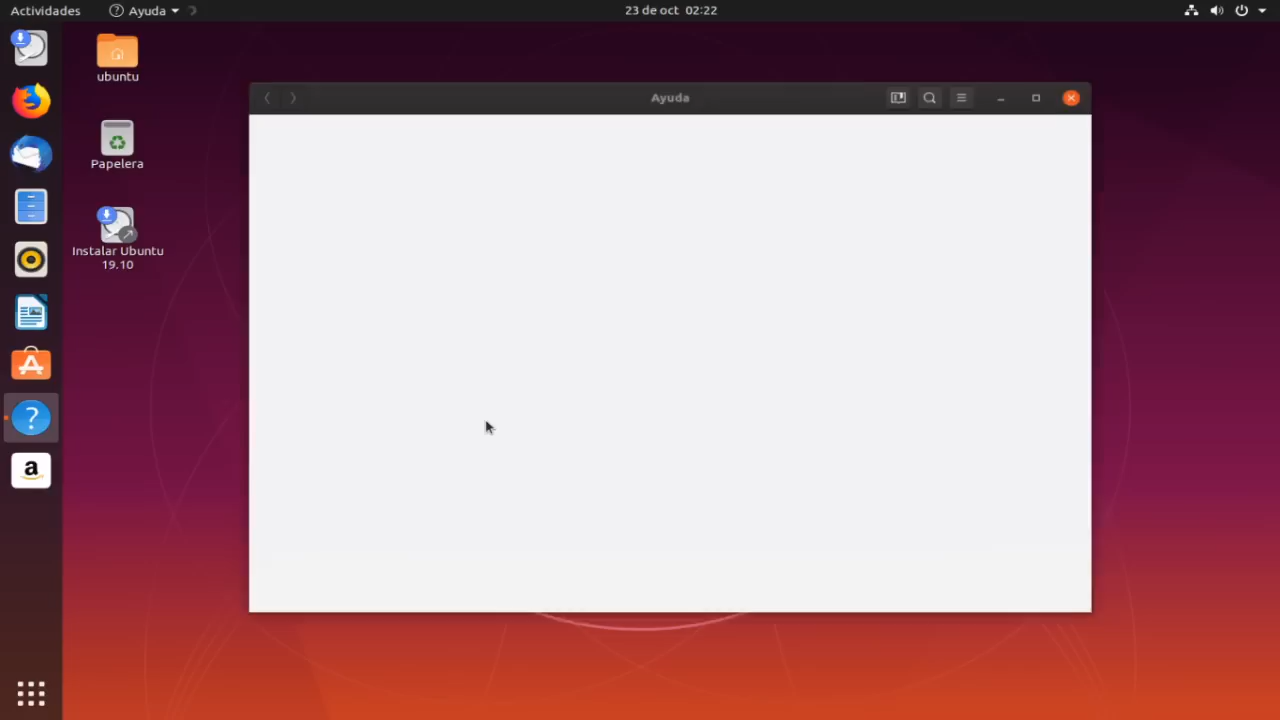 Actividades
Ayuda
23 de oct 02:22
ubuntu
Papelera
Instalar Ubuntu
19.10
Ayuda